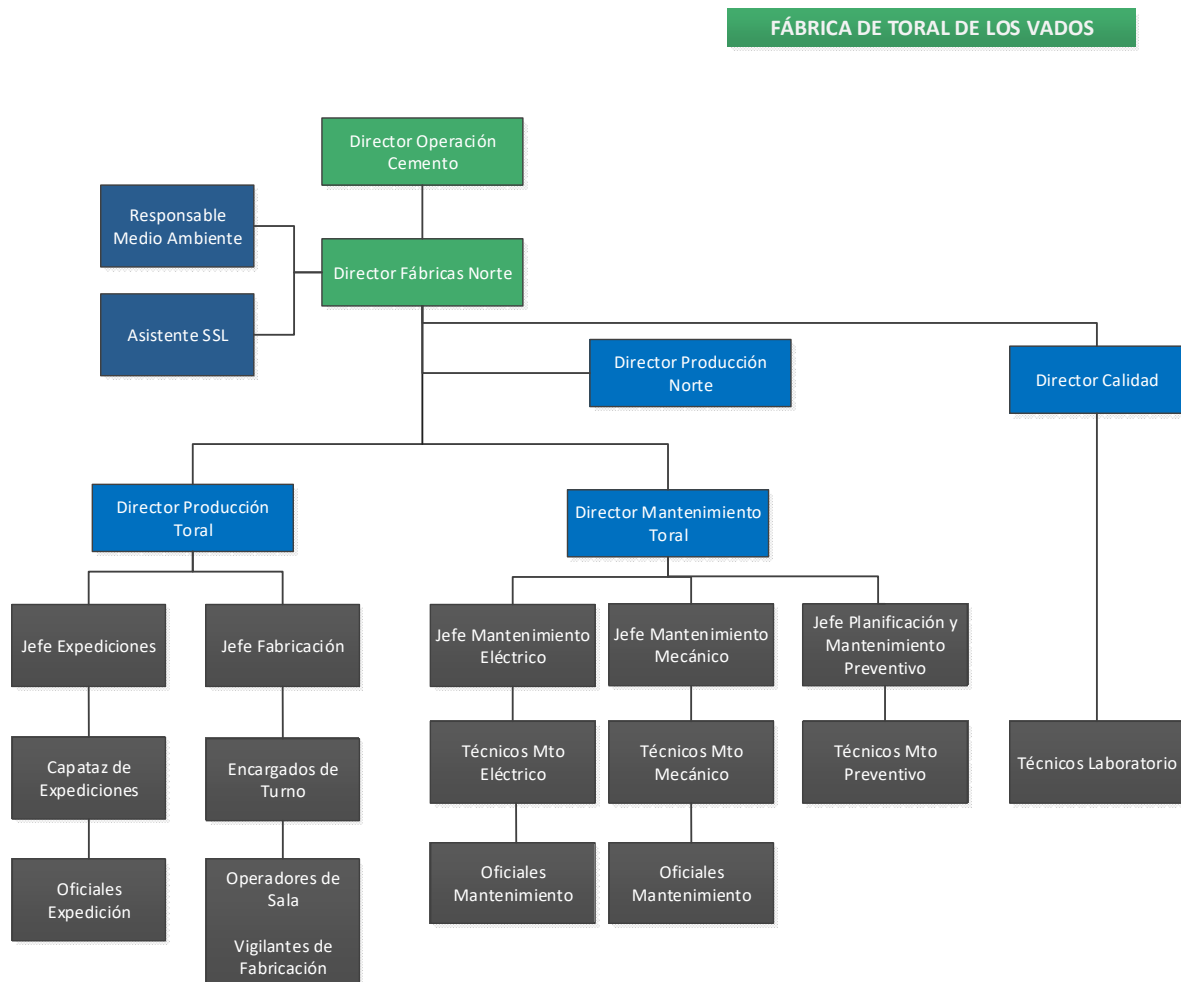 FÁBRICA DE TORAL DE LOS VADOS
Director Operación
Cemento
Responsable
Medio Ambiente
Director Fábricas Norte
Asistente SSL
Director Producción
Norte
Director Calidad
Director Producción
Toral
Director Mantenimiento
Toral
Jefe Expediciones
Jefe Fabricación
Jefe Mantenimiento
Eléctrico
Jefe Mantenimiento
Mecánico
Jefe Planificación y
Mantenimiento
Preventivo
Capataz de
Expediciones
Encargados de
Turno
Técnicos Mto
Eléctrico
Técnicos Mto
Mecánico
Técnicos Mto
Preventivo
Técnicos Laboratorio
Oficiales
Expedición
Operadores de
Sala
Vigilantes de
Fabricación
Oficiales
Mantenimiento
Oficiales
Mantenimiento